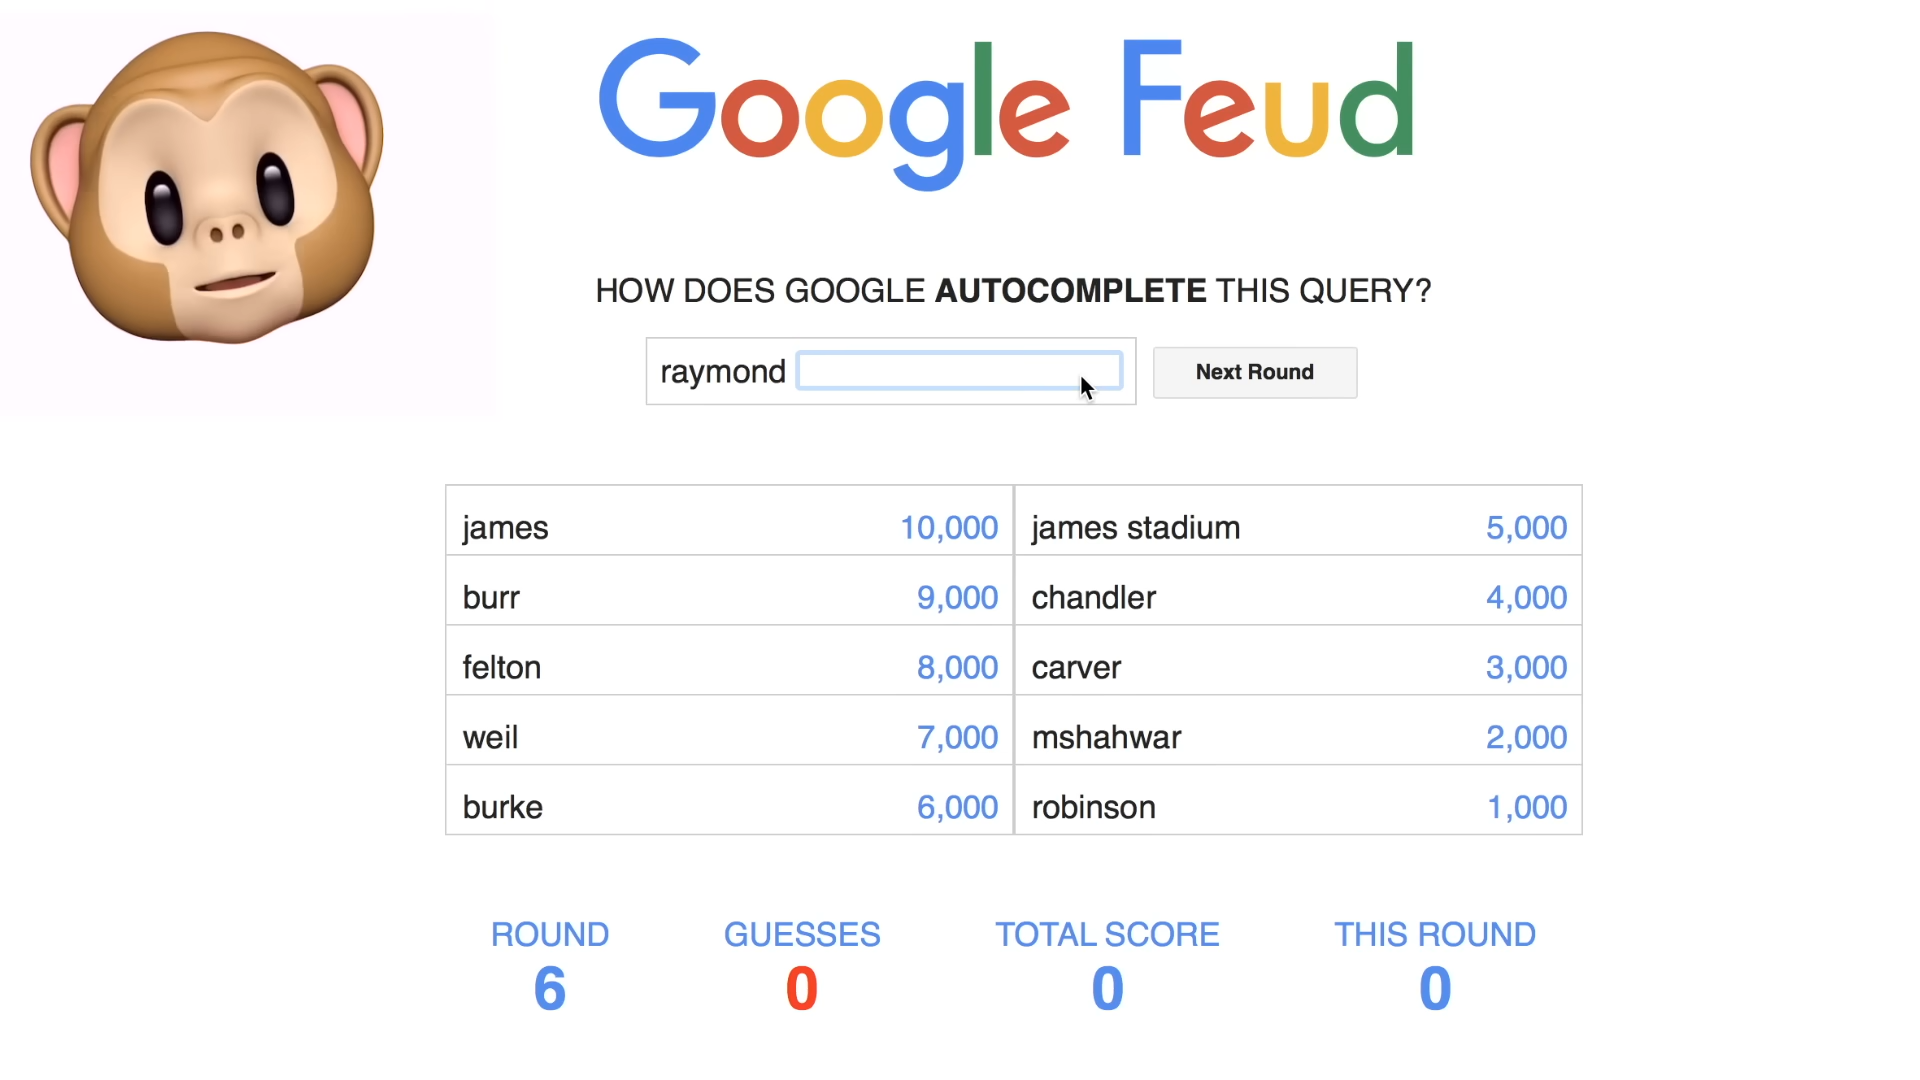 Google Feud
HOW DOES GOOGLE AUTOCOMPLETE THIS QUERY?
raymond
Next Round
james 10,000
burr 9,000
felton 8,000
weil 7,000
burke 6,000
james stadium 5,000
chandler 4,000
carver 3,000
mshahwar 2,000
robinson 1,000
ROUND
6
GUESSES
0
TOTAL SCORE
0
THIS ROUND
0